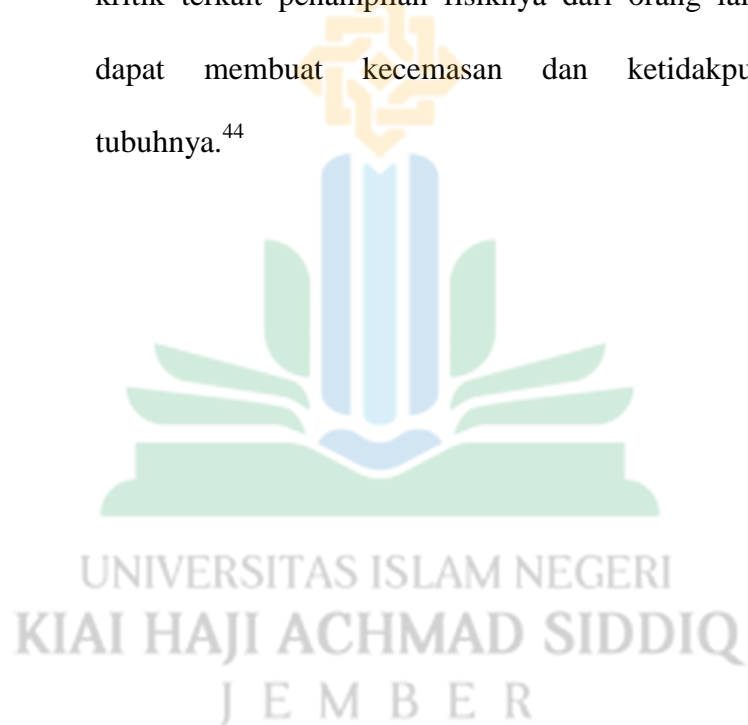 kritik terkait penampilan fisiknya dari orang
dapat membuat kecemasan dan
tubuhnya.44
UNIVERSITAS ISLAM NEGERI
KIAI HAJI ACHMAD SIDDIQ
JEMBER